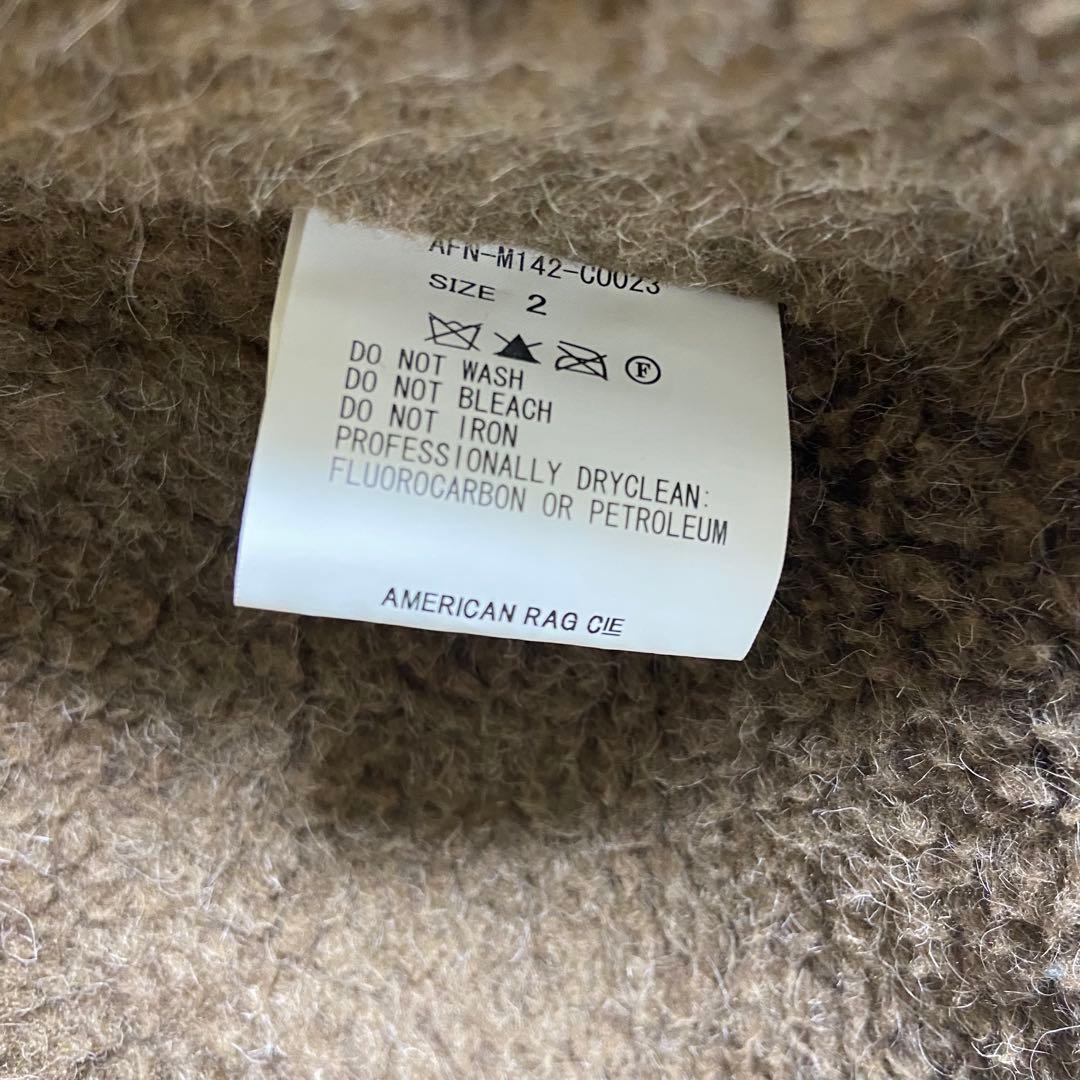 AFN-M142-C0023
SIZE 2
F
DO NOT WASH
DO NOT BLEACH
DO NOT IRON
PROFESSIONALLY DRYCLEAN:
FLUOROCARBON OR PETROLEUM
AMERICAN RAG CIE